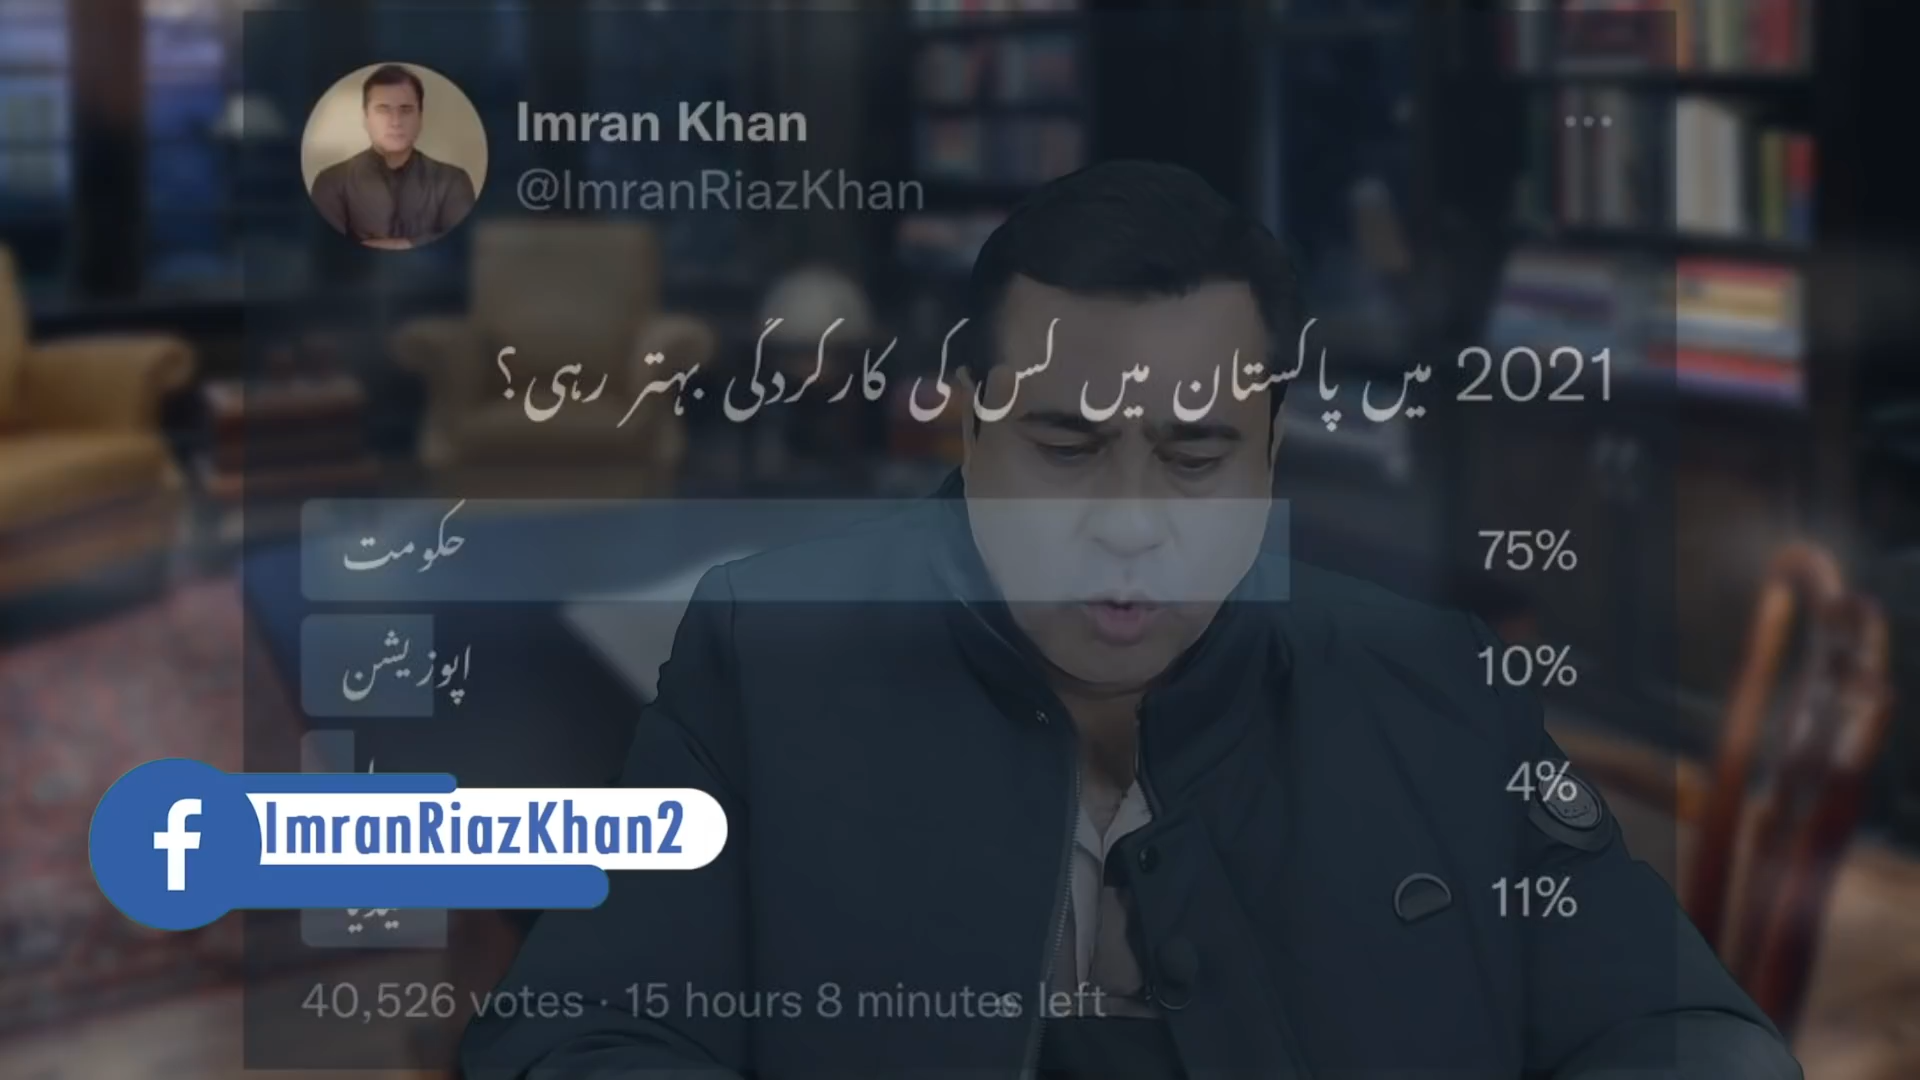 Imran Khan
@ImranRiazKhan
2021 میں پاکستان میں کس کی کارکردگی بہتر رہی؟
حکومت
75%
اپوزیشن
10%
4%
11%
ImranRiazKhan2
40,526 votes · 15 hours 8 minutes left